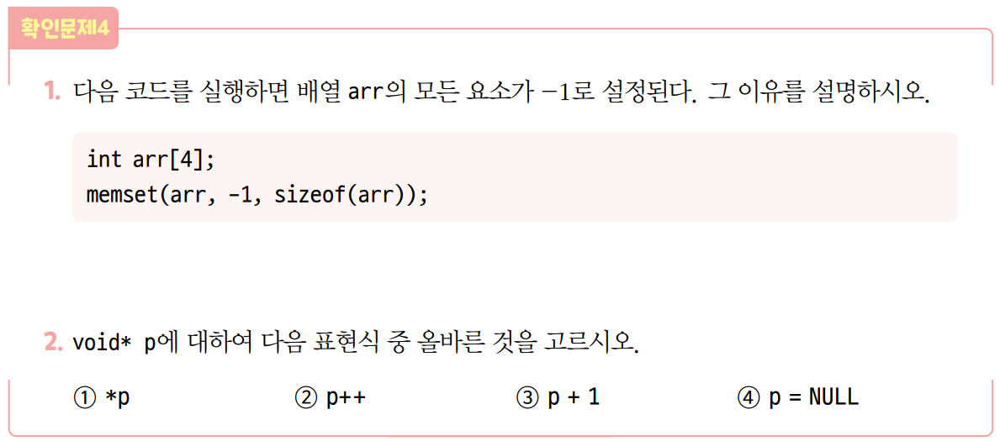 확인문제4
1. 다음 코드를 실행하면 배열 arr의 모든 요소가 −1로 설정된다. 그 이유를 설명하시오.
int arr[4];
memset(arr, -1, sizeof(arr));
2. void* p에 대하여 다음 표현식 중 올바른 것을 고르시오.
① *p ② p++ ③ p + 1 ④ p = NULL